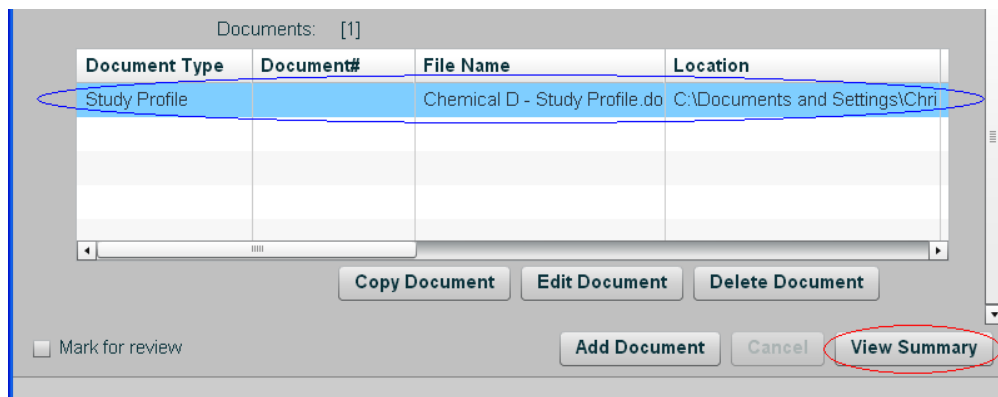 Documents: [1]
Document Type Document# File Name Location
Study Profile Chemical D - Study Profile.do C:\Documents and Settings\Chri
Copy Document Edit Document Delete Document
Mark for review Add Document Cancel View Summary